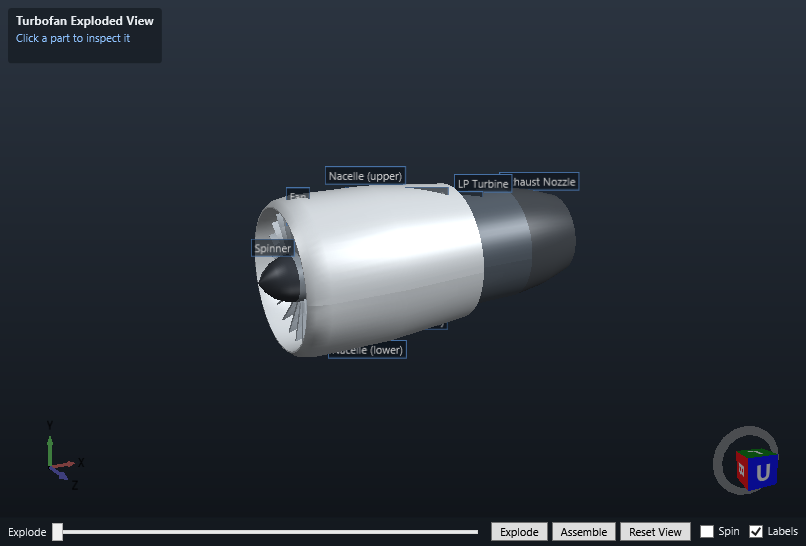 Turbofan Exploded View
Click a part to inspect it
Nacelle (upper)
LP Turbine
haust Nozzle
Spinner
Nacelle (lower)
Y
X
Z
U
Explode
Explode
Assemble
Reset View
Spin
Labels